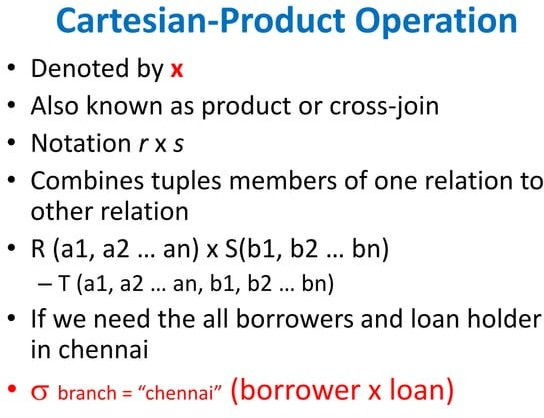 Cartesian-Product Operation
• Denoted by x
• Also known as product or cross-join
• Notation r x s
• Combines tuples members of one relation to
other relation
• R (a1, a2 ... an) x S(b1, b2 ... bn)
– T (a1, a2 ... an, b1, b2 ... bn)
• If we need the all borrowers and loan holder
in chennai
• σ branch = “chennai” (borrower x loan)